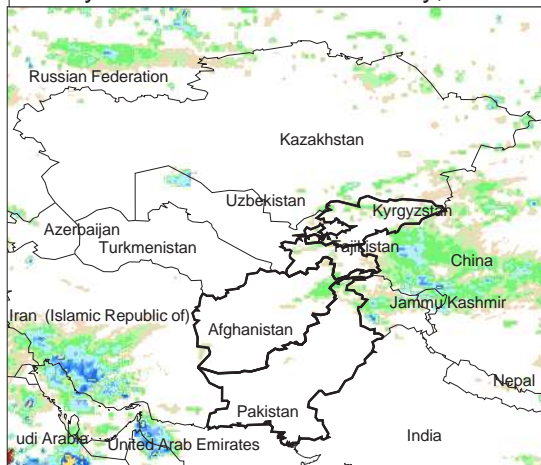 Russian Federation
Kazakhstan
Uzbekistan
Kyrgyzstan
Azerbaijan
Turkmenistan
Tajikistan
China
Jammu Kashmir
Iran (Islamic Republic of)
Afghanistan
Nepal
Pakistan
udi Arabia
United Arab Emirates
India